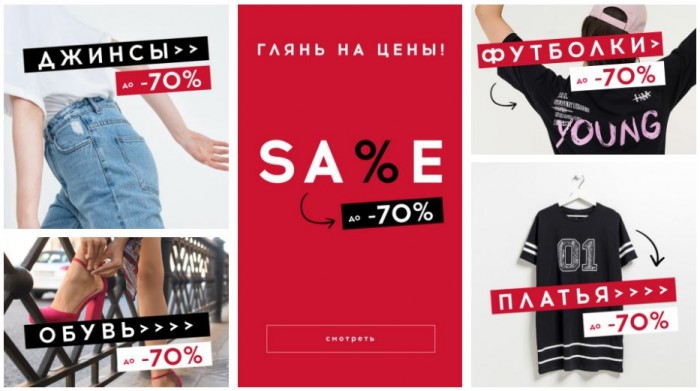 ДЖИНСЫ>>
до -70%
ОБУВЬ>>>>
до -70%
ГЛЯНЬ НА ЦЕНЫ!
SA%E
до -70%
смотреть
ФУТБОЛКИ>
до -70%
YOUNG
01
ПЛАТЬЯ>>>>
до -70%